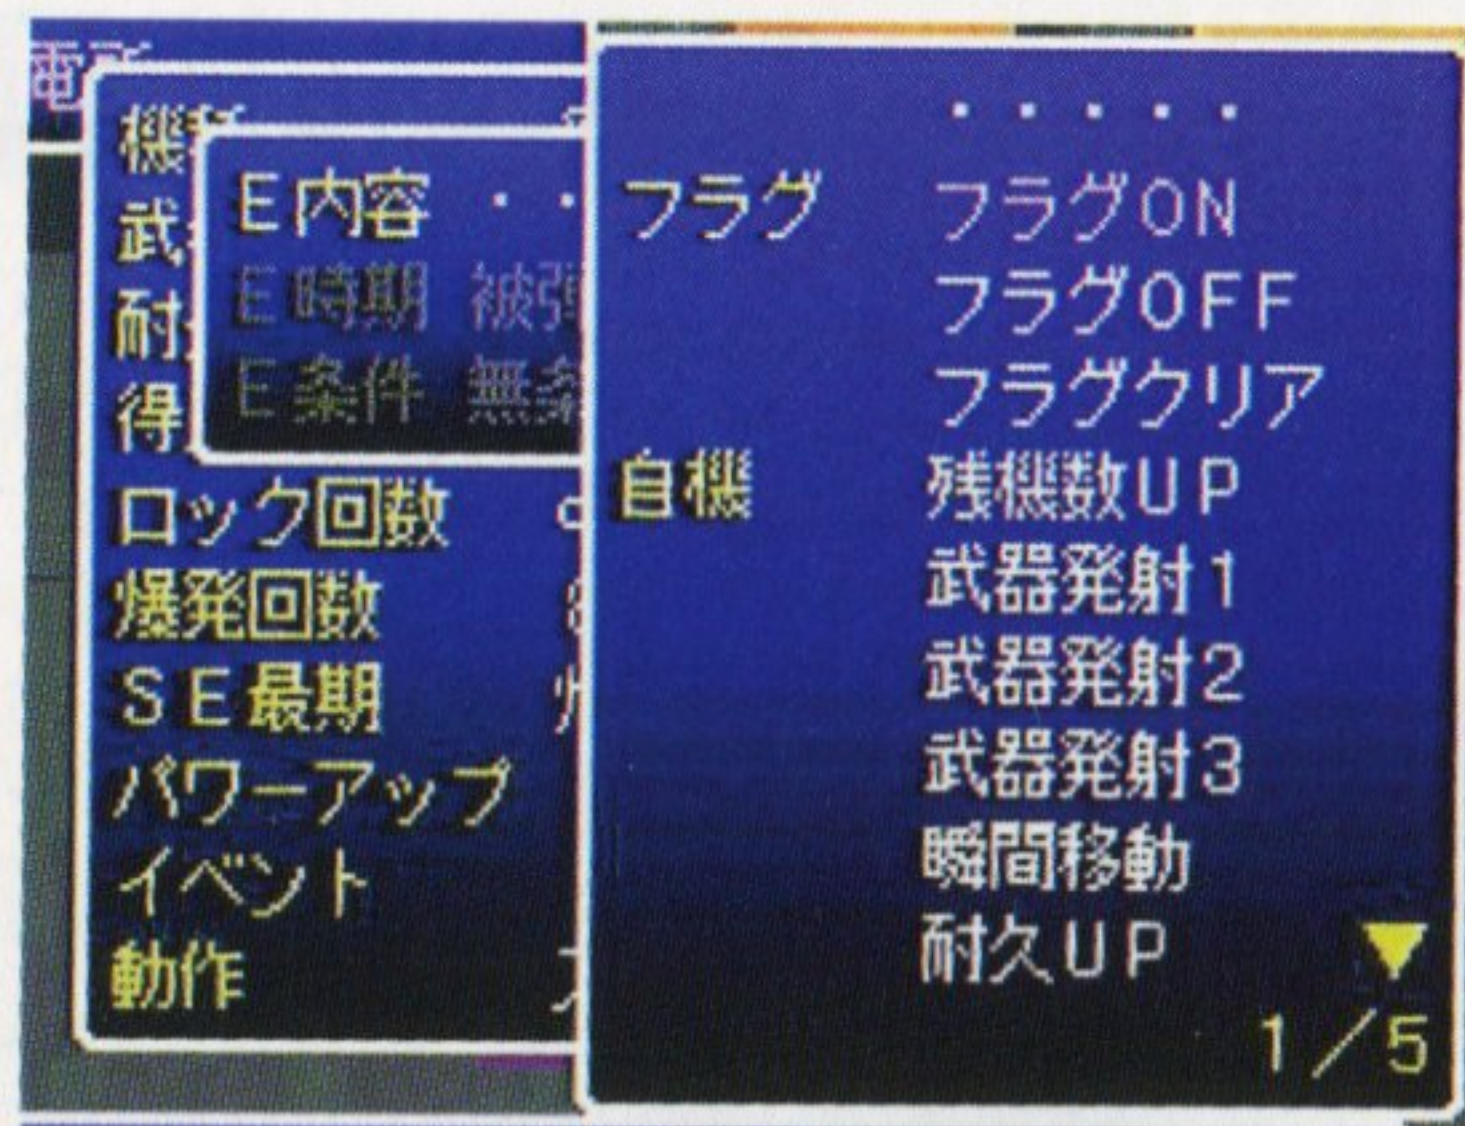 E内容 ・・
E時期 被弾
E条件 無条
ロック回数
爆発回数
SE最期
パワーアップ
イベント
動作
・・・・・
フラグ フラグON
フラグOFF
フラグクリア
自機 残機数UP
武器発射1
武器発射2
武器発射3
瞬間移動
耐久UP
1/5